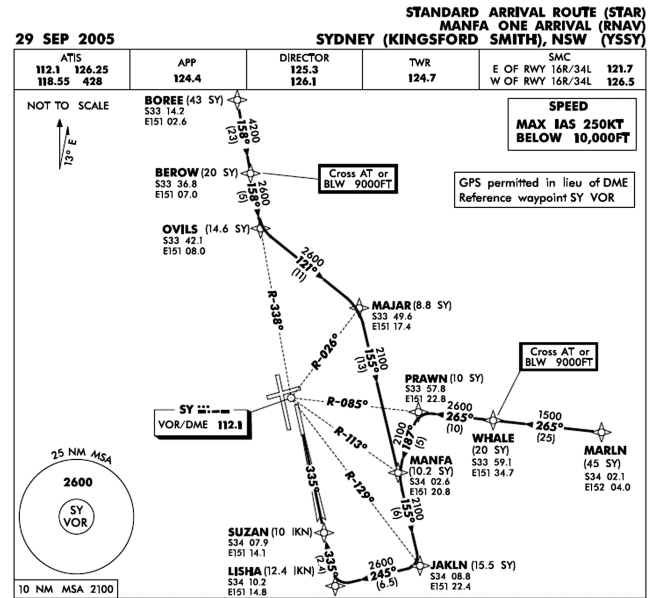 STANDARD ARRIVAL ROUTE (STAR)
MANFA ONE ARRIVAL (RNAV)
29 SEP 2005 SYDNEY (KINGSFORD SMITH), NSW (YSSY)
ATIS
112.1 126.25
118.55 428
APP
124.4
DIRECTOR
125.3
126.1
TWR
124.7
SMC
E OF RWY 16R/34L 121.7
W OF RWY 16R/34L 126.5
NOT TO SCALE
13° E
BOREE (43 SY)
S33 14.2
E151 02.6
4200
158°
(23)
SPEED
MAX IAS 250KT
BELOW 10,000FT
BEROW (20 SY)
S33 36.8
E151 07.0
Cross AT or
BLW 9000FT
2600
158°
(5)
GPS permitted in lieu of DME
Reference waypoint SY VOR
OVILS (14.6 SY)
S33 42.1
E151 08.0
2600
121°
(11)
R-338°
MAJAR (8.8 SY)
S33 49.6
E151 17.4
R-026°
2100
155°
(13)
Cross AT or
BLW 9000FT
PRAWN (10 SY)
S33 57.8
E151 22.8
SY
VOR/DME 112.1
R-085°
2600
265°
(10)
1500
265°
(25)
WHALE
(20 SY)
S33 59.1
E151 34.7
MARLN
(45 SY)
S34 02.1
E152 04.0
2100
187°
(5)
R-113°
MANFA
(10.2 SY)
S34 02.6
E151 20.8
R-129°
25 NM MSA
2600
SY
VOR
10 NM MSA 2100
335°
2100
155°
(6)
SUZAN (10 IKN)
S34 07.9
E151 14.1
335°
(2.4)
LISHA (12.4 IKN)
S34 10.2
E151 14.8
2600
245°
(6.5)
JAKLN (15.5 SY)
S34 08.8
E151 22.4